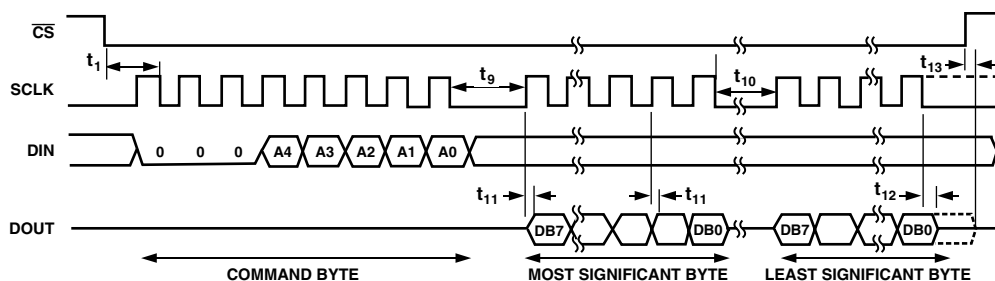 CS
t1
t9
t10
t13
SCLK
DIN
0 0 0 A4 A3 A2 A1 A0
t11
t11
t12
DOUT
DB7
DB0
DB7
DB0
COMMAND BYTE
MOST SIGNIFICANT BYTE
LEAST SIGNIFICANT BYTE